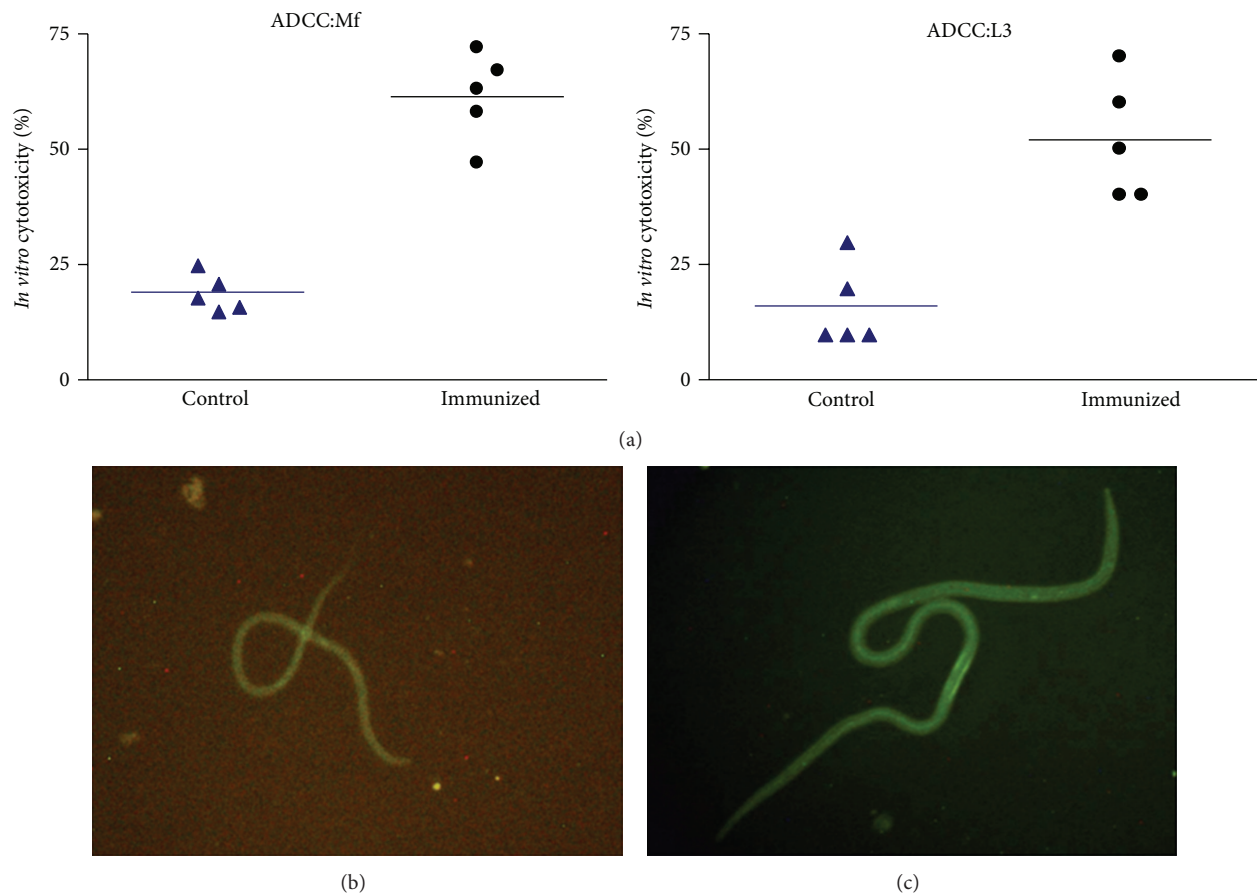 ADCC:Mf
75
50
25
0
In vitro cytotoxicity (%)
Control
Immunized
ADCC:L3
75
50
25
0
In vitro cytotoxicity (%)
Control
Immunized
(a)
(b)
(c)